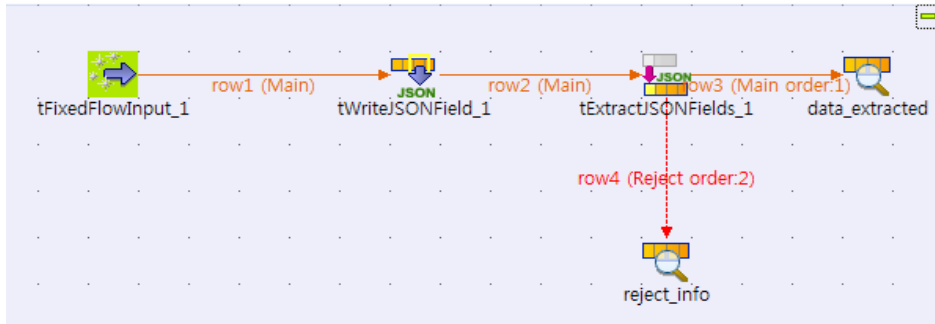 row1 (Main)
JSON
row2 (Main)
JSON
row3 (Main order:1)
tFixedFlowInput_1
tWriteJSONField_1
tExtractJSONFields_1
data_extracted
row4 (Reject order:2)
reject_info